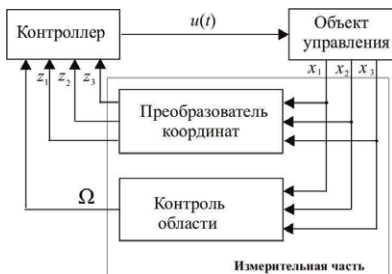 Контроллер
u(t)
Объект
управления
z₁ z₂ z₃
x₁ x₂ x₃
Преобразователь
координат
Ω
Контроль
области
Измерительная часть